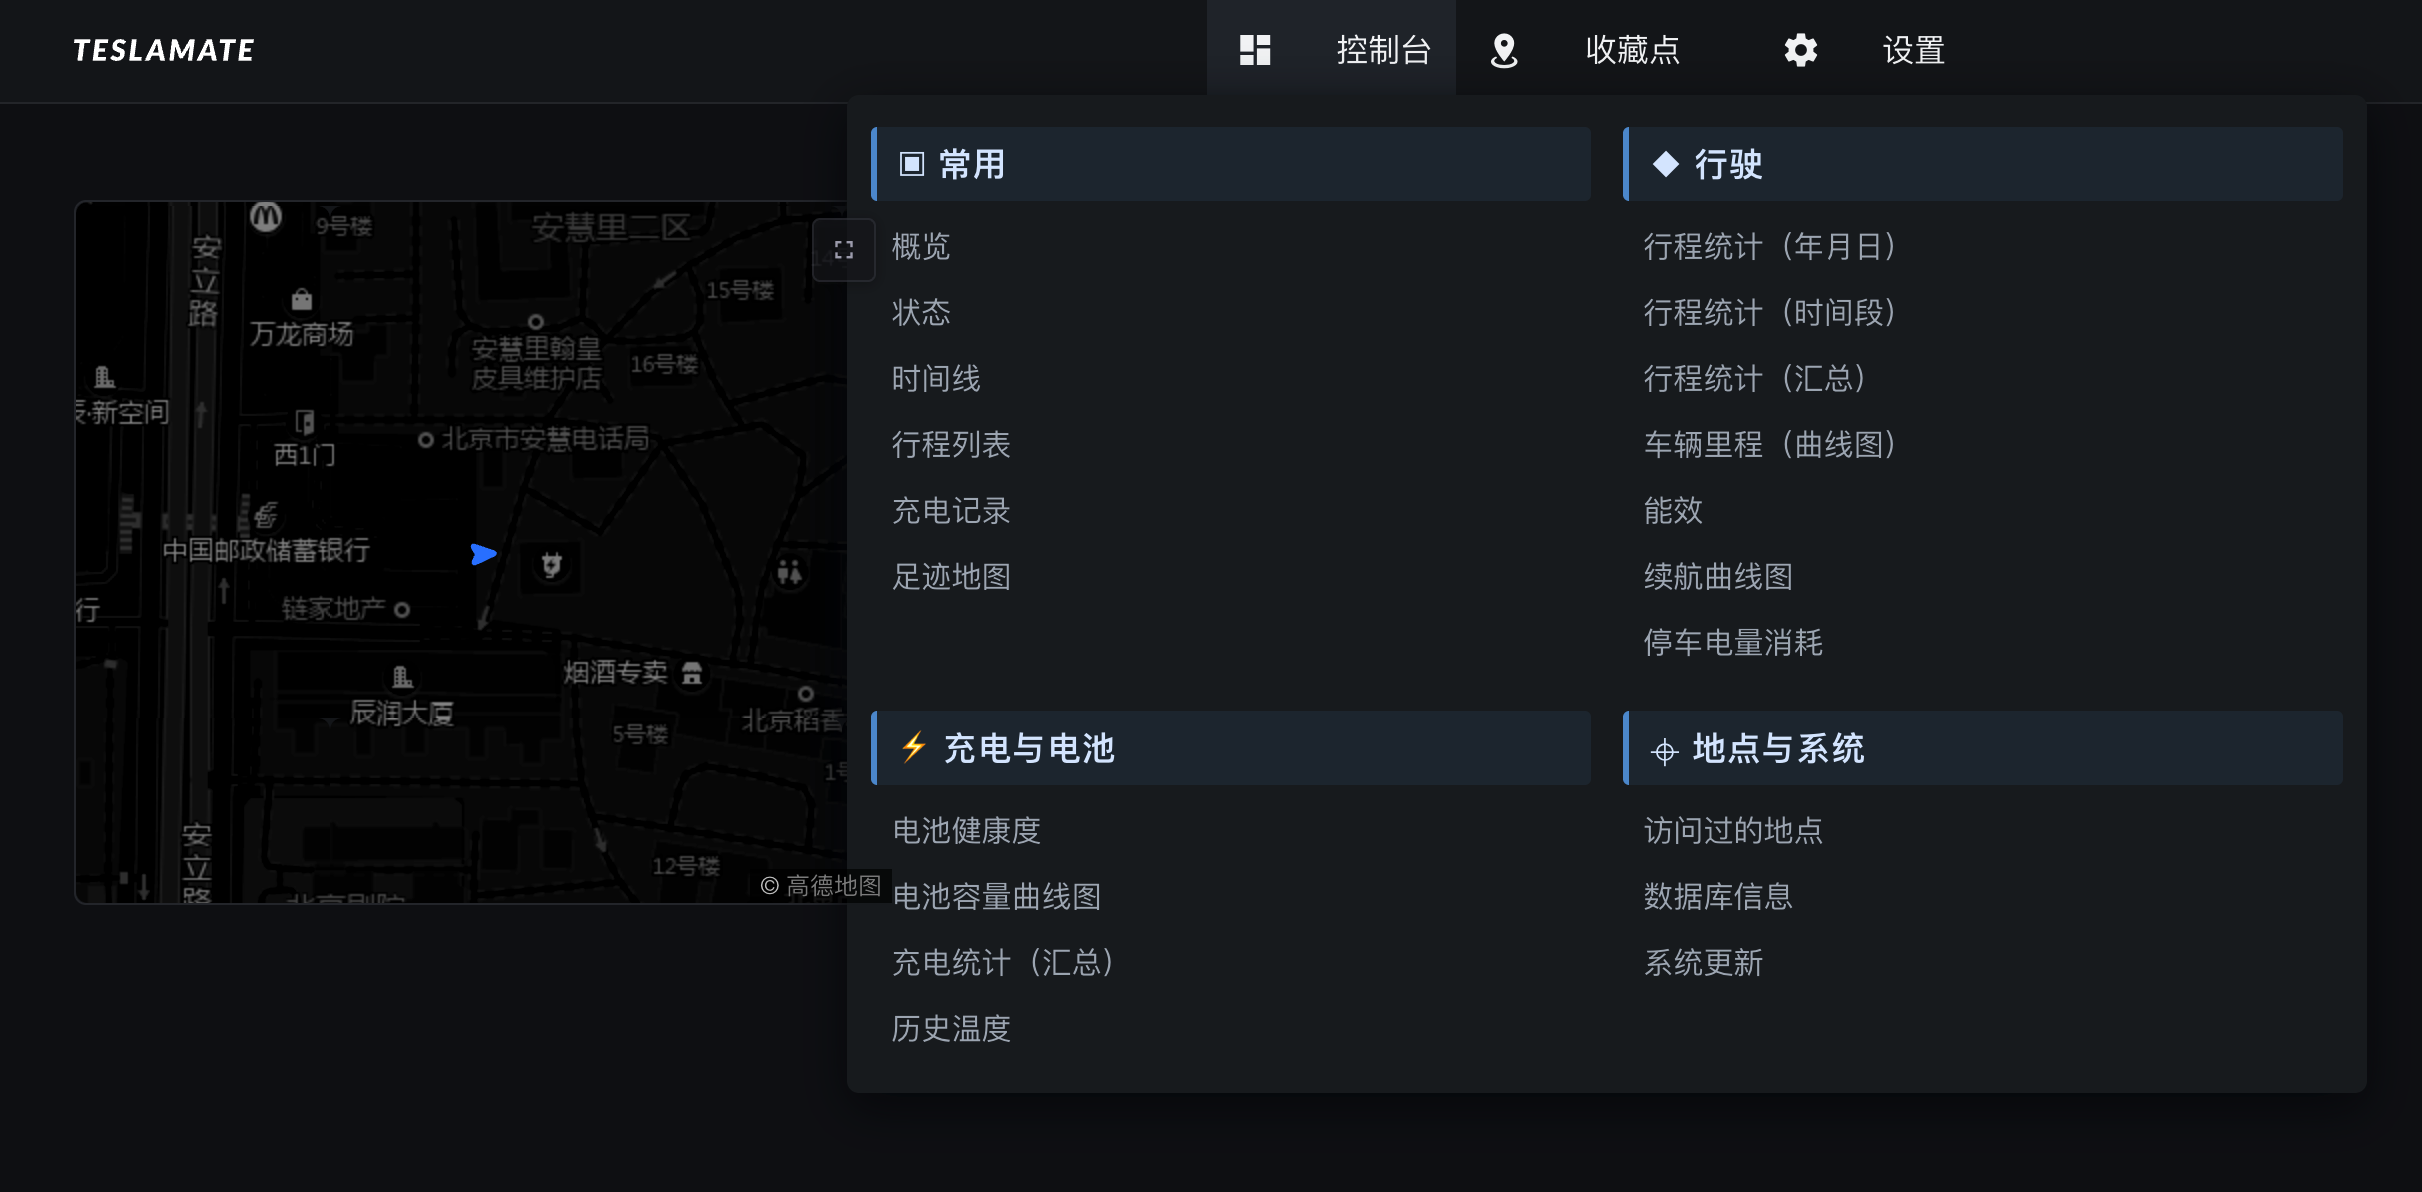 TESLAMATE
控制台
收藏点
设置
常用
概览
状态
时间线
行程列表
充电记录
足迹地图
行驶
行程统计（年月日）
行程统计（时间段）
行程统计（汇总）
车辆里程（曲线图）
能效
续航曲线图
停车电量消耗
充电与电池
电池健康度
电池容量曲线图
充电统计（汇总）
历史温度
地点与系统
访问过的地点
数据库信息
系统更新
9号楼
安慧里二区
安立路
15号楼
万龙商场
安慧里翰皇
皮具维护店
16号楼
·新空间
西1门
北京市安慧电话局
中国邮政储蓄银行
行
链家地产
烟酒专卖
辰润大厦
5号楼
北京稻香
安立路
12号楼
© 高德地图